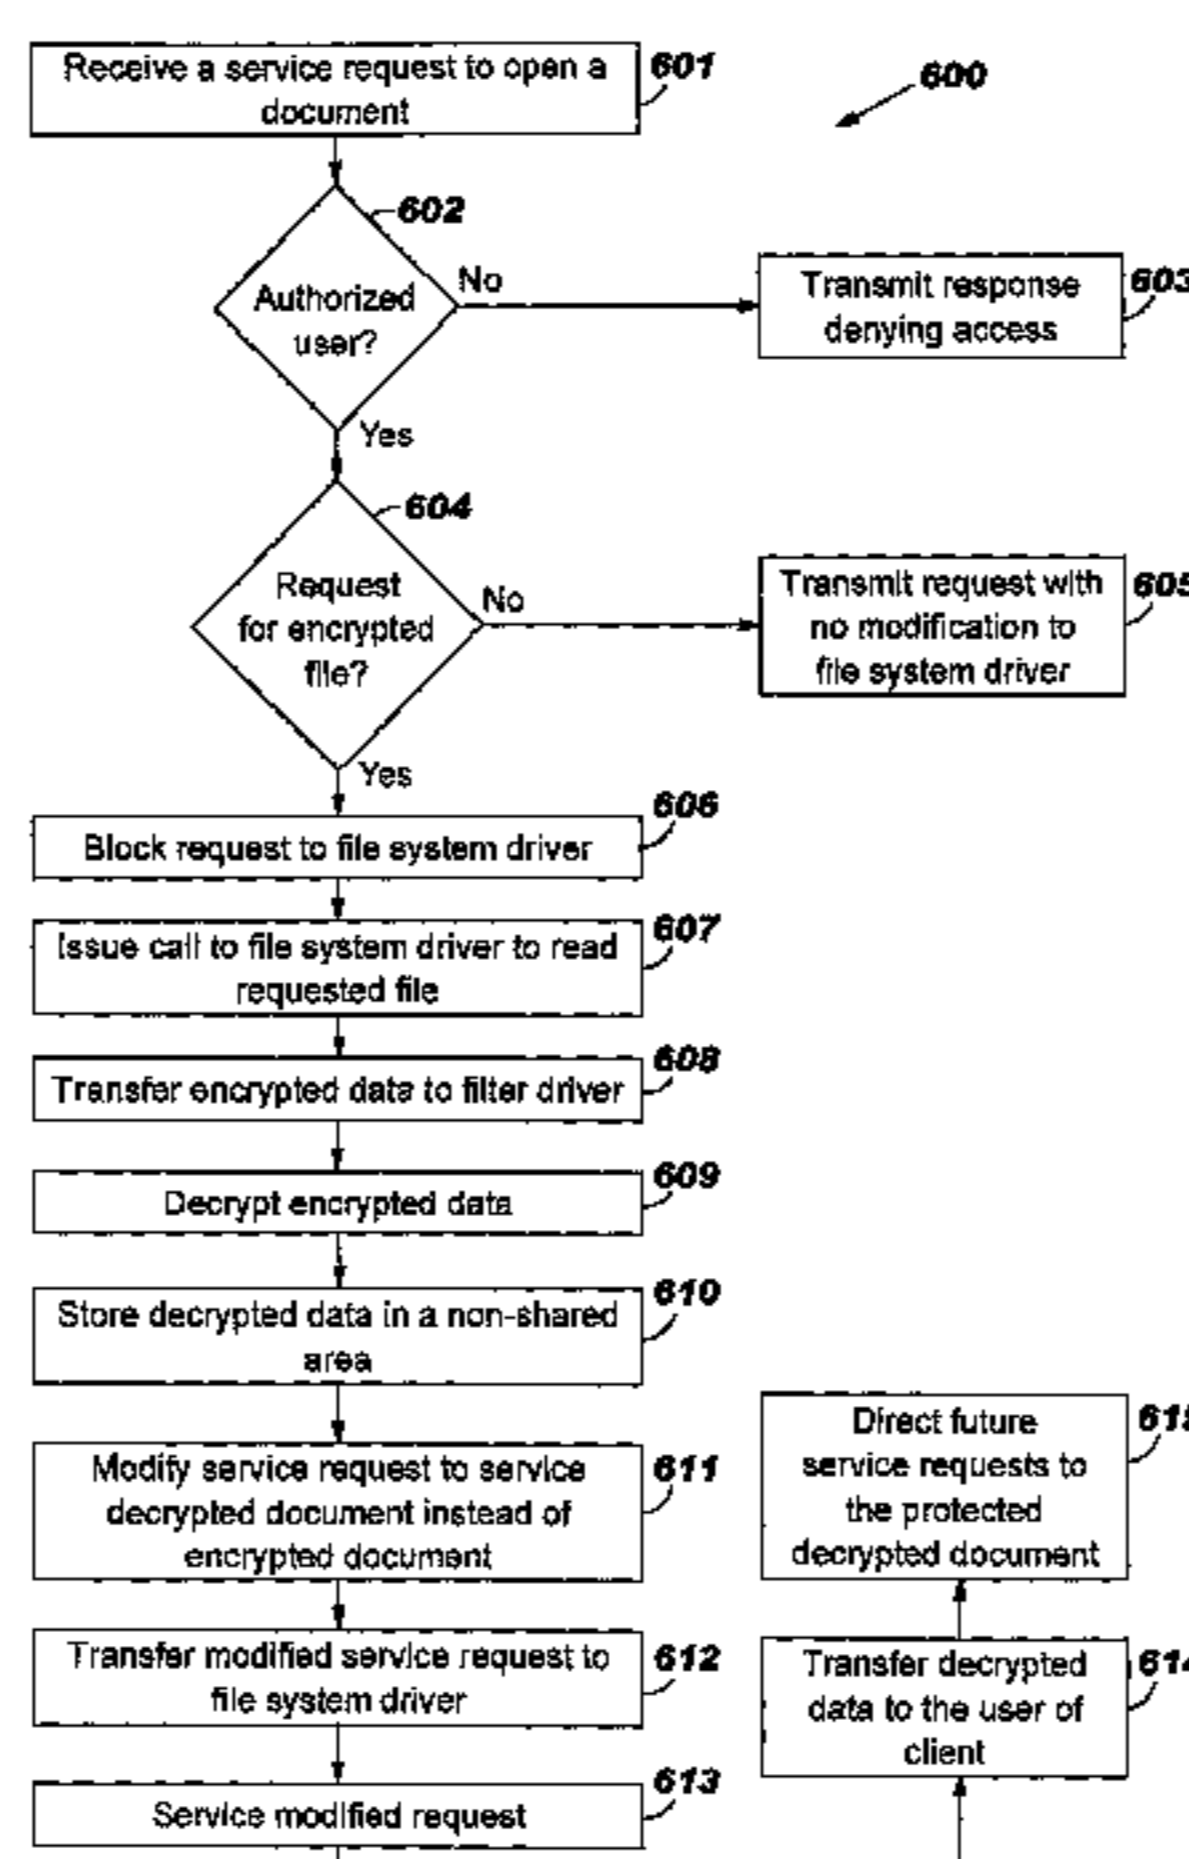 Receive a service request to open a
document
601
600
602
Authorized
user?
No
Transmit response
denying access
603
Yes
604
Request
for encrypted
file?
No
Transmit request with
no modification to
file system driver
605
Yes
606
Block request to file system driver
607
Issue call to file system driver to read
requested file
608
Transfer encrypted data to filter driver
609
Decrypt encrypted data
610
Store decrypted data in a non-shared
area
611
Modify service request to service
decrypted document instead of
encrypted document
612
Transfer modified service request to
file system driver
613
Service modified request
Direct future
service requests to
the protected
decrypted document
Transfer decrypted
data to the user of
client
614